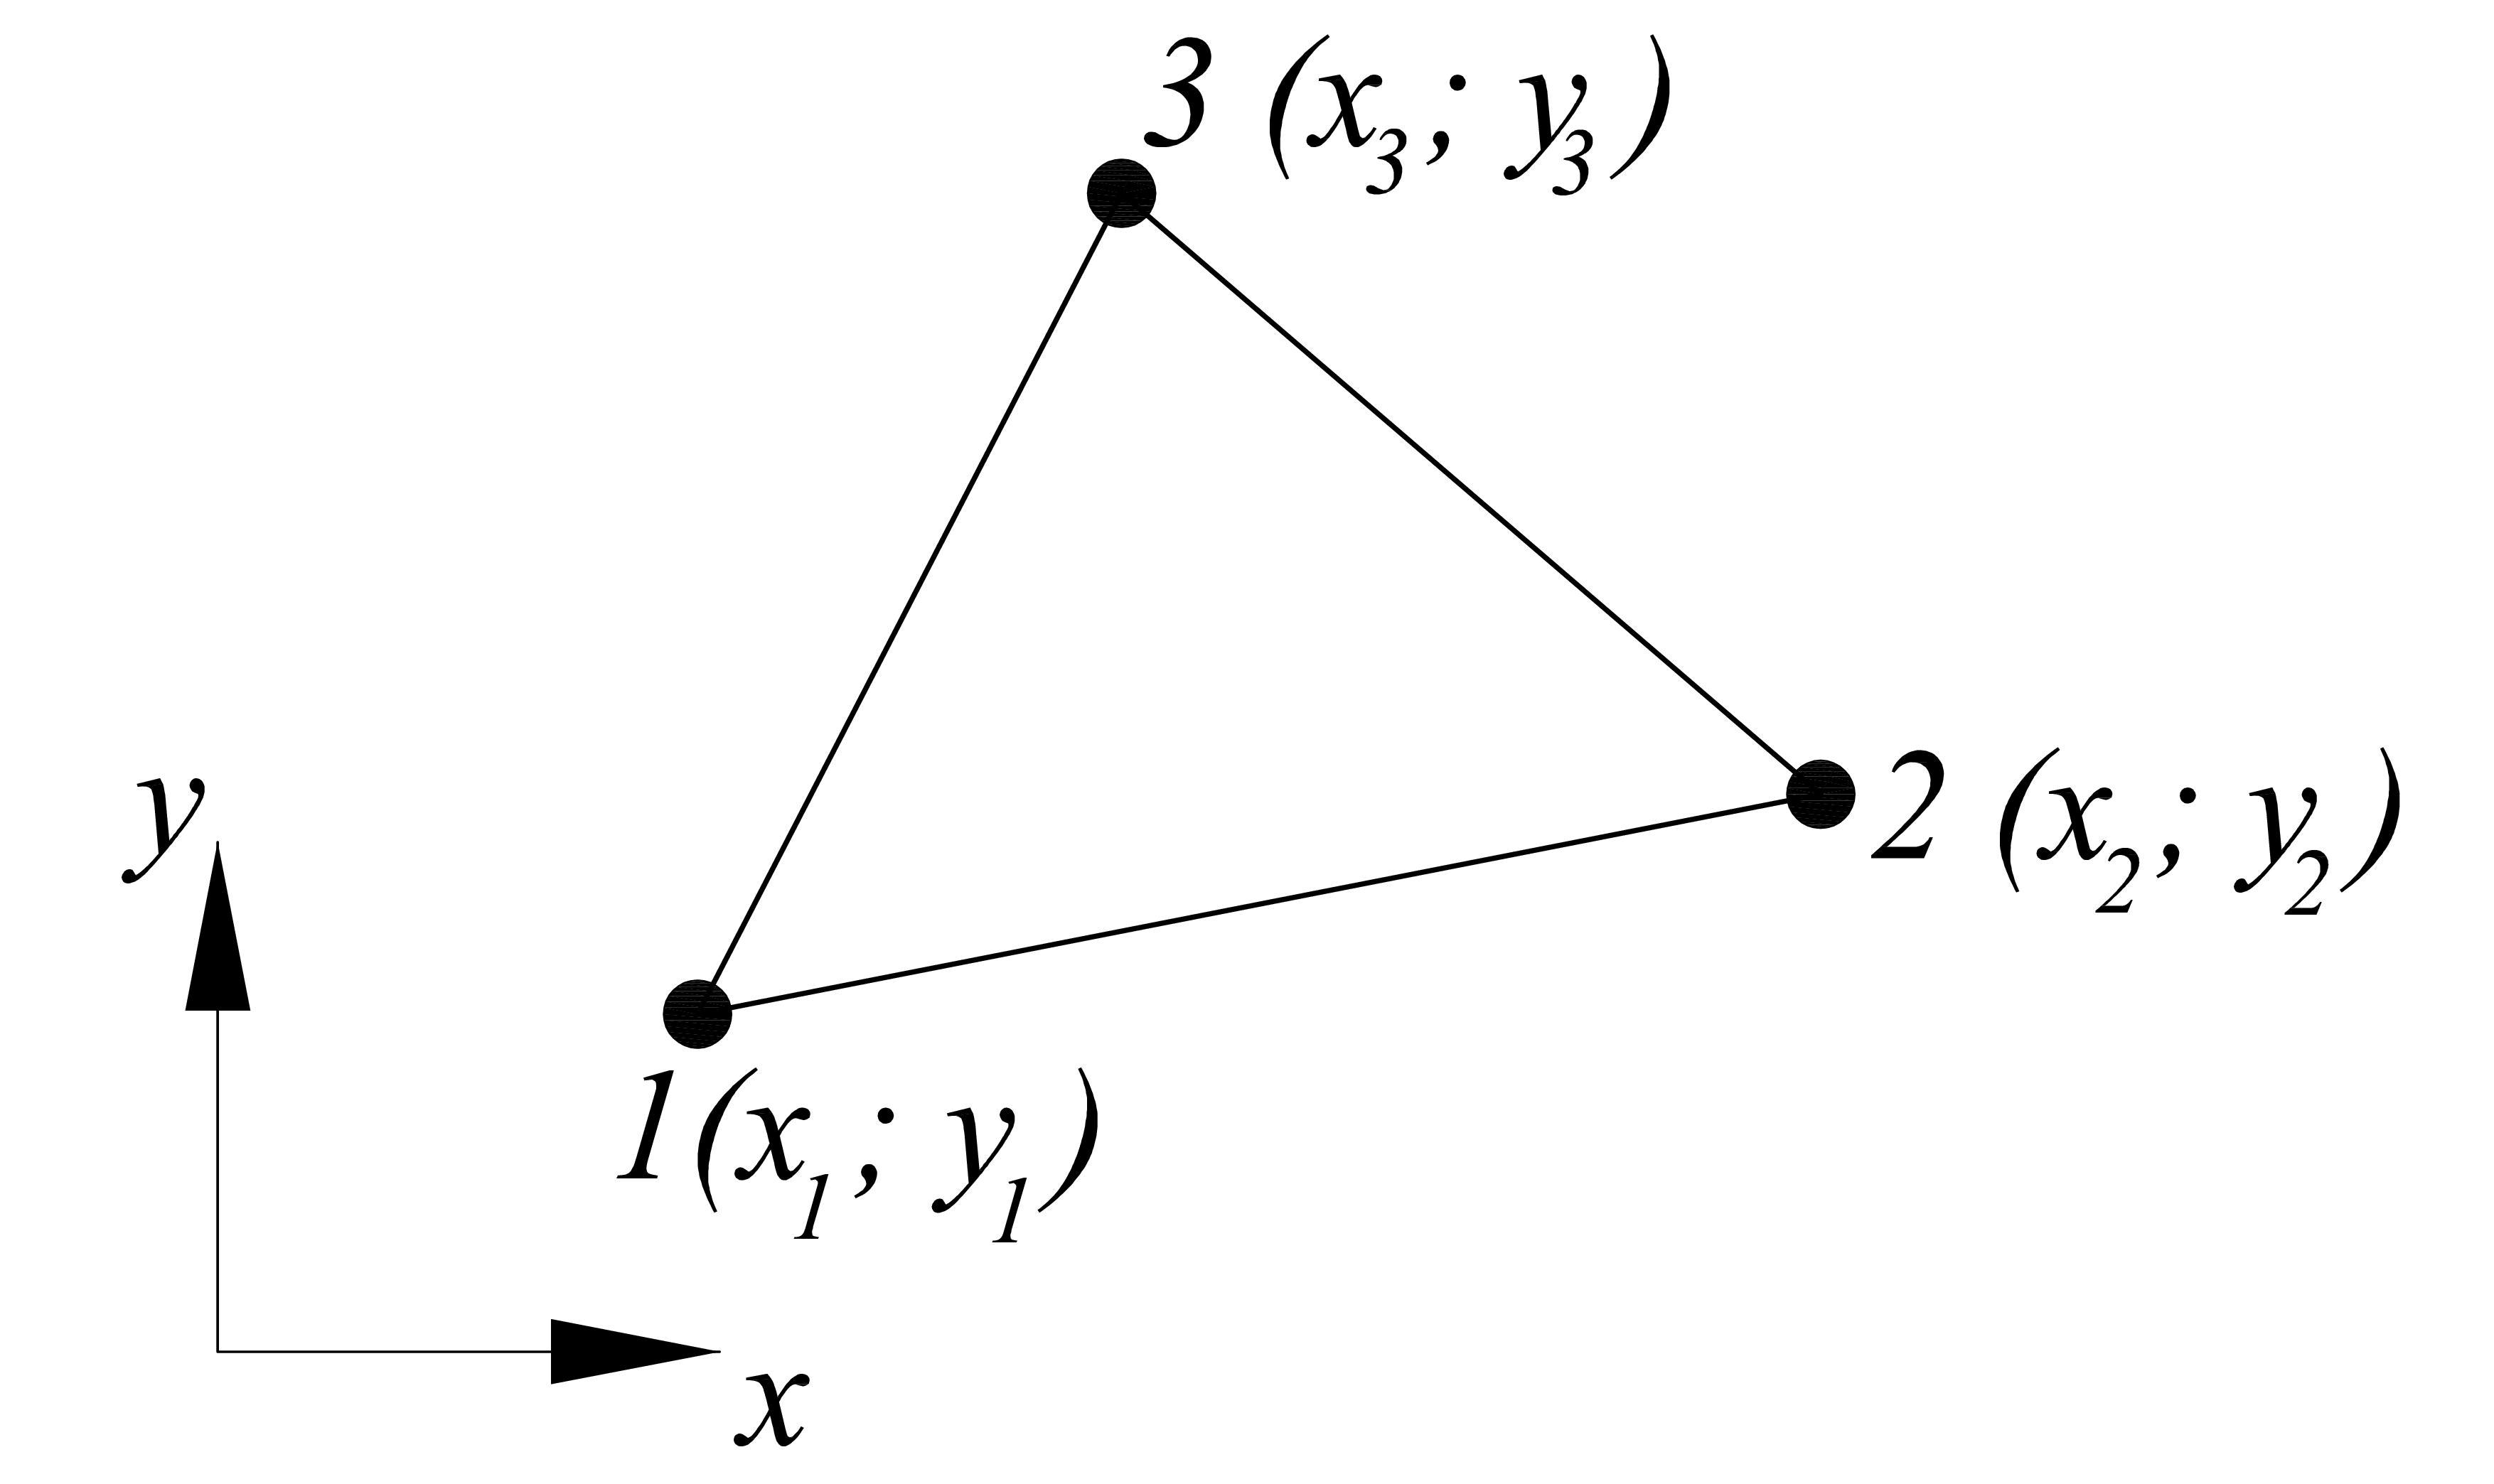 3 (x₃; y₃)
y
2 (x₂; y₂)
1(x₁; y₁)
x